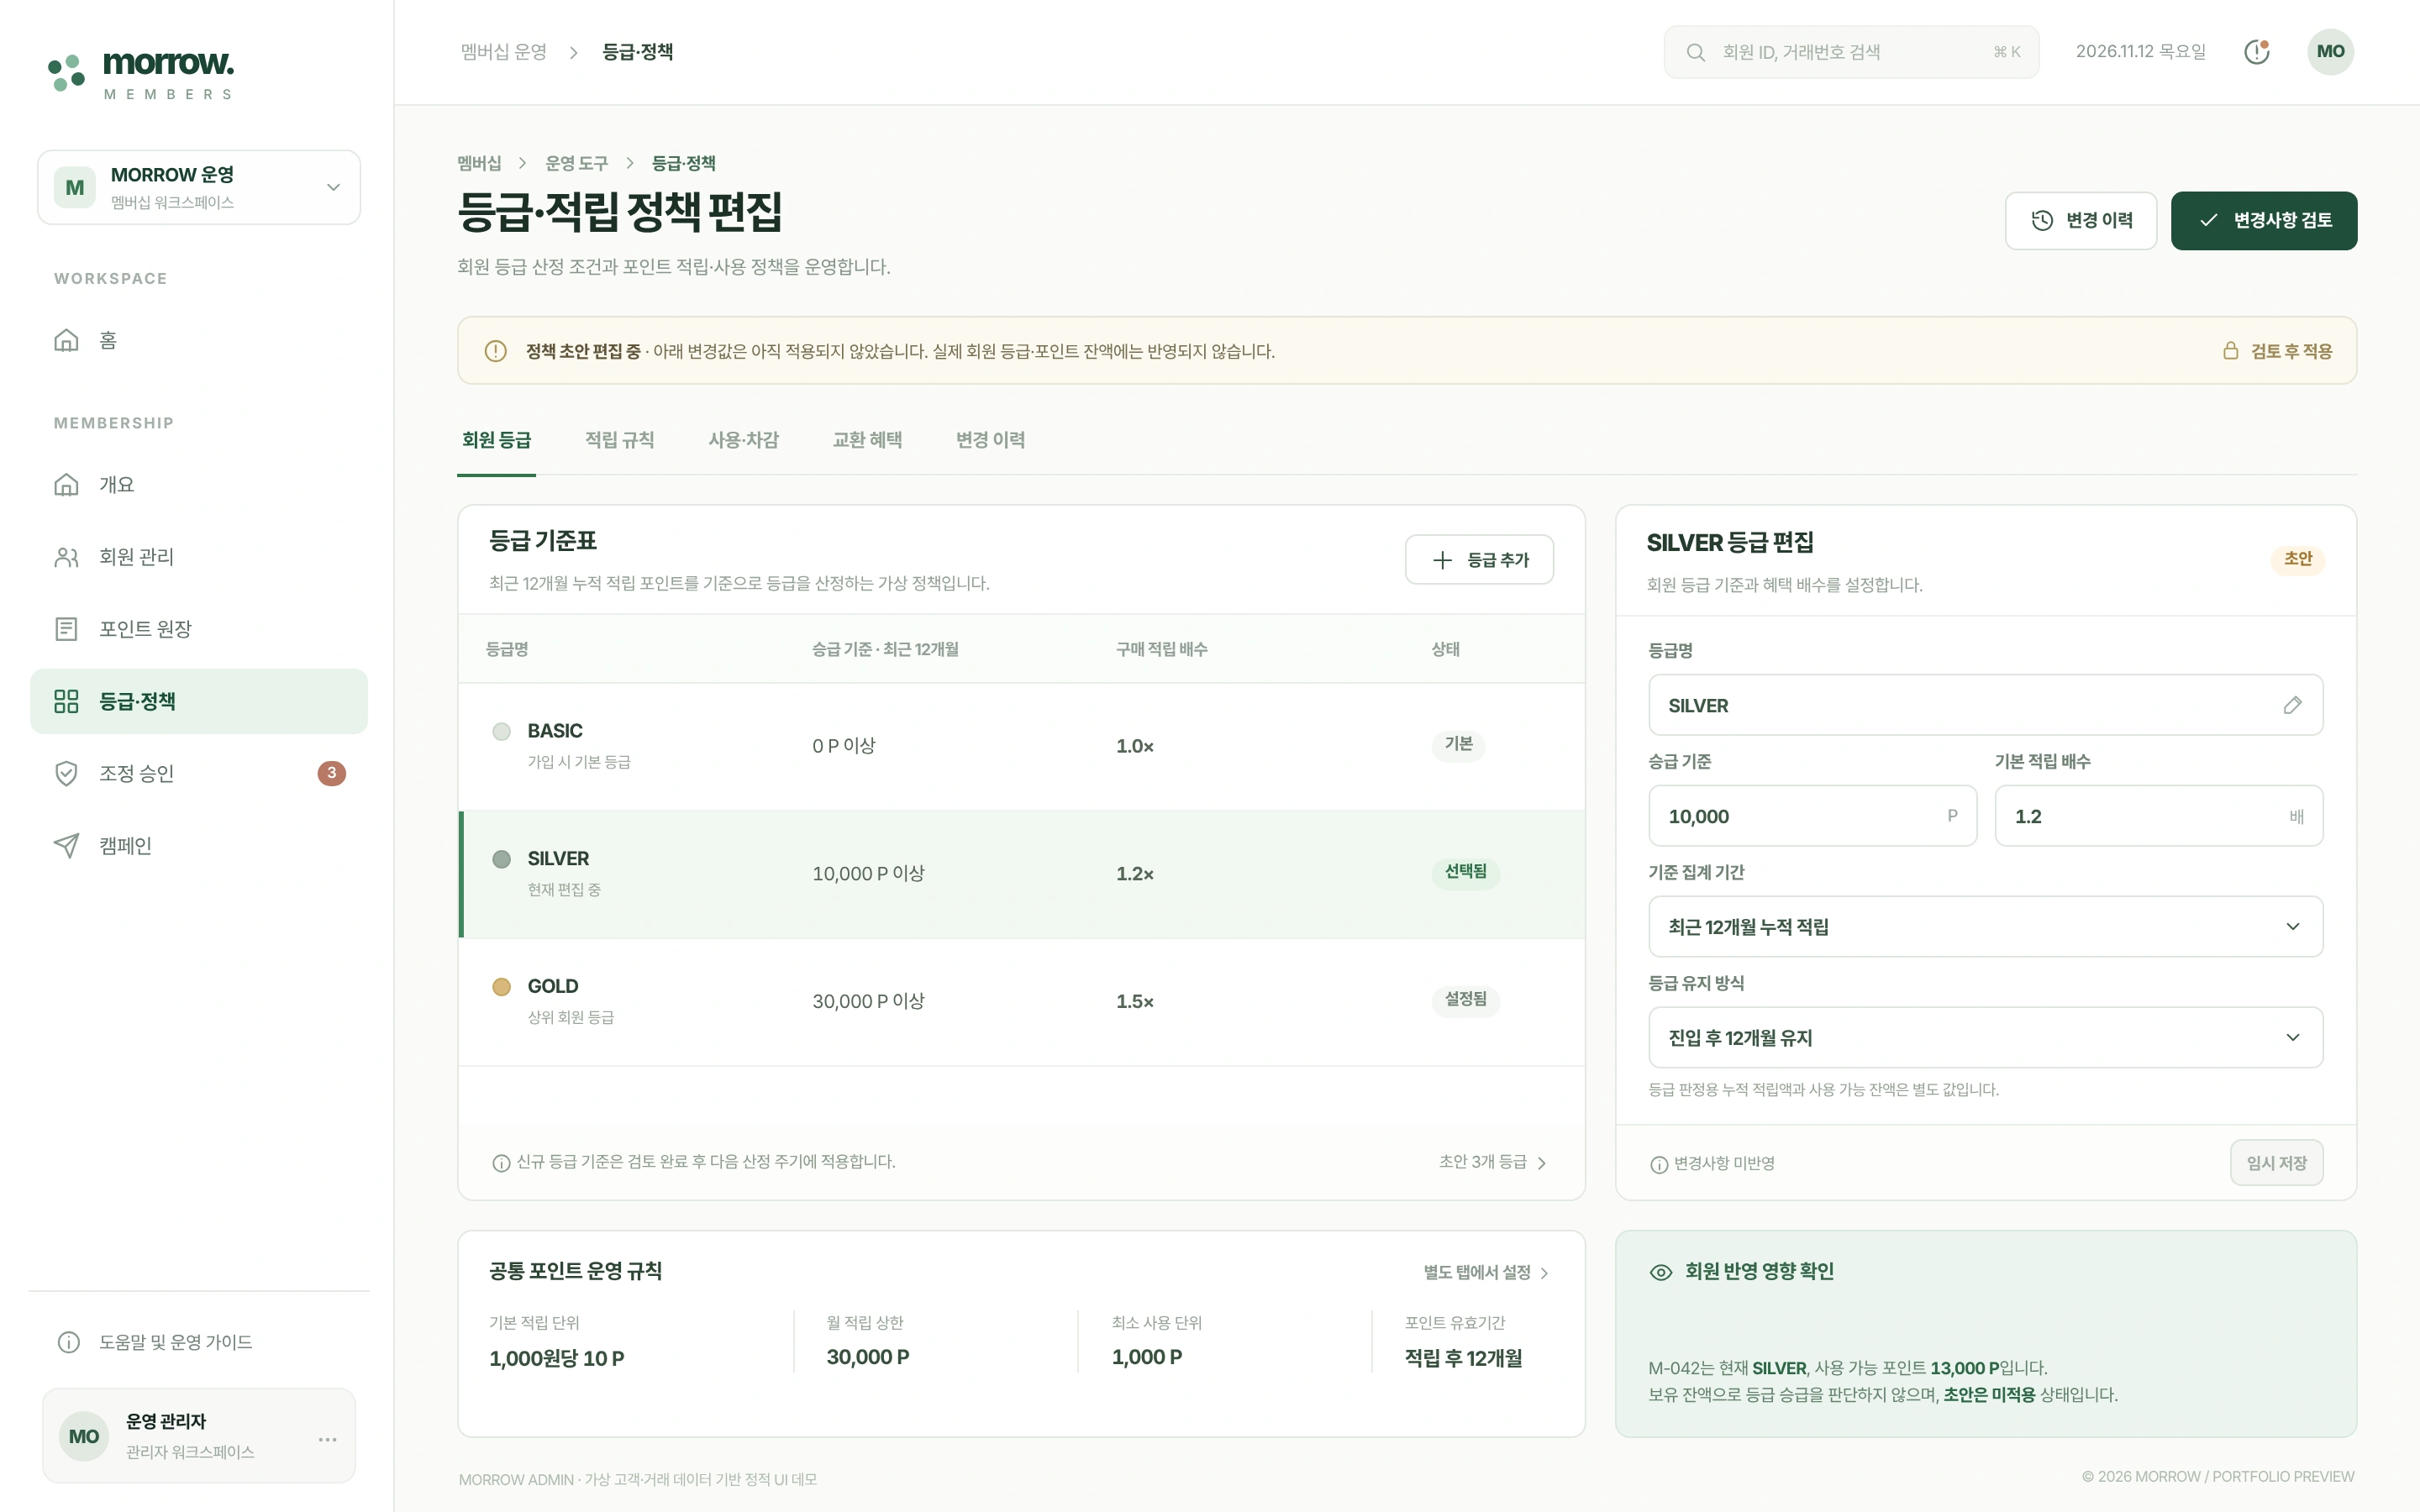 morrow.
MEMBERS
M
MORROW 운영
멤버십 워크스페이스
WORKSPACE
홈
MEMBERSHIP
개요
회원 관리
포인트 원장
등급·정책
조정 승인
3
캠페인
도움말 및 운영 가이드
MO
운영 관리자
관리자 워크스페이스
멤버십 운영
등급·정책
회원 ID, 거래번호 검색
⌘ K
2026.11.12 목요일
MO
멤버십
운영 도구
등급·정책
등급·적립 정책 편집
회원 등급 산정 조건과 포인트 적립·사용 정책을 운영합니다.
변경 이력
변경사항 검토
정책 초안 편집 중 · 아래 변경값은 아직 적용되지 않았습니다. 실제 회원 등급·포인트 잔액에는 반영되지 않습니다.
검토 후 적용
회원 등급
적립 규칙
사용·차감
교환 혜택
변경 이력
등급 기준표
최근 12개월 누적 적립 포인트를 기준으로 등급을 산정하는 가상 정책입니다.
등급 추가
등급명
승급 기준 · 최근 12개월
구매 적립 배수
상태
BASIC
가입 시 기본 등급
0 P 이상
1.0×
기본
SILVER
현재 편집 중
10,000 P 이상
1.2×
선택됨
GOLD
상위 회원 등급
30,000 P 이상
1.5×
설정됨
신규 등급 기준은 검토 완료 후 다음 산정 주기에 적용합니다.
초안 3개 등급
SILVER 등급 편집
회원 등급 기준과 혜택 배수를 설정합니다.
초안
등급명
SILVER
승급 기준
기본 적립 배수
10,000
P
1.2
배
기준 집계 기간
최근 12개월 누적 적립
등급 유지 방식
진입 후 12개월 유지
등급 판정용 누적 적립액과 사용 가능 잔액은 별도 값입니다.
변경사항 미반영
임시 저장
공통 포인트 운영 규칙
별도 탭에서 설정
기본 적립 단위
1,000원당 10 P
월 적립 상한
30,000 P
최소 사용 단위
1,000 P
포인트 유효기간
적립 후 12개월
회원 반영 영향 확인
M-042는 현재 SILVER, 사용 가능 포인트 13,000 P입니다.
보유 잔액으로 등급 승급을 판단하지 않으며, 초안은 미적용 상태입니다.
MORROW ADMIN · 가상 고객·거래 데이터 기반 정적 UI 데모
© 2026 MORROW / PORTFOLIO PREVIEW